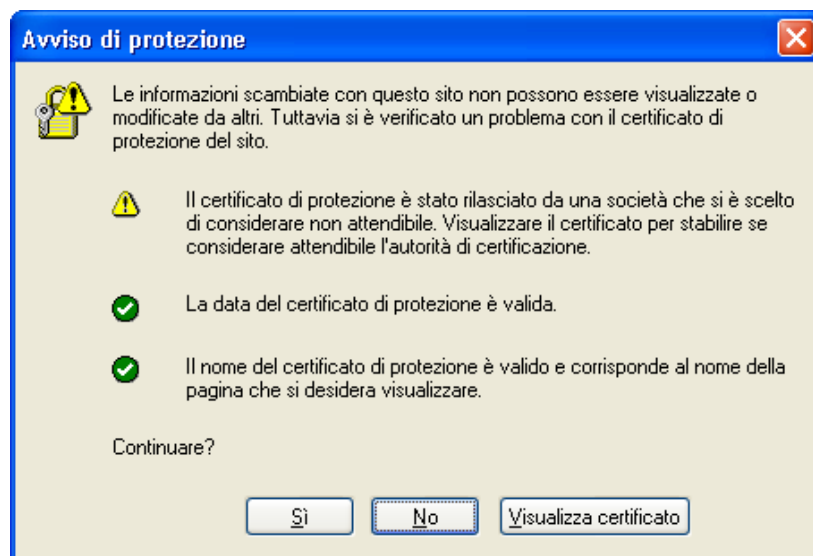 Avviso di protezione
Le informazioni scambiate con questo sito non possono essere visualizzate o
modificate da altri. Tuttavia si è verificato un problema con il certificato di
protezione del sito.
Il certificato di protezione è stato rilasciato da una società che si è scelto
di considerare non attendibile. Visualizzare il certificato per stabilire se
considerare attendibile l'autorità di certificazione.
La data del certificato di protezione è valida.
Il nome del certificato di protezione è valido e corrisponde al nome della
pagina che si desidera visualizzare.
Continuare?
Sì No Visualizza certificato